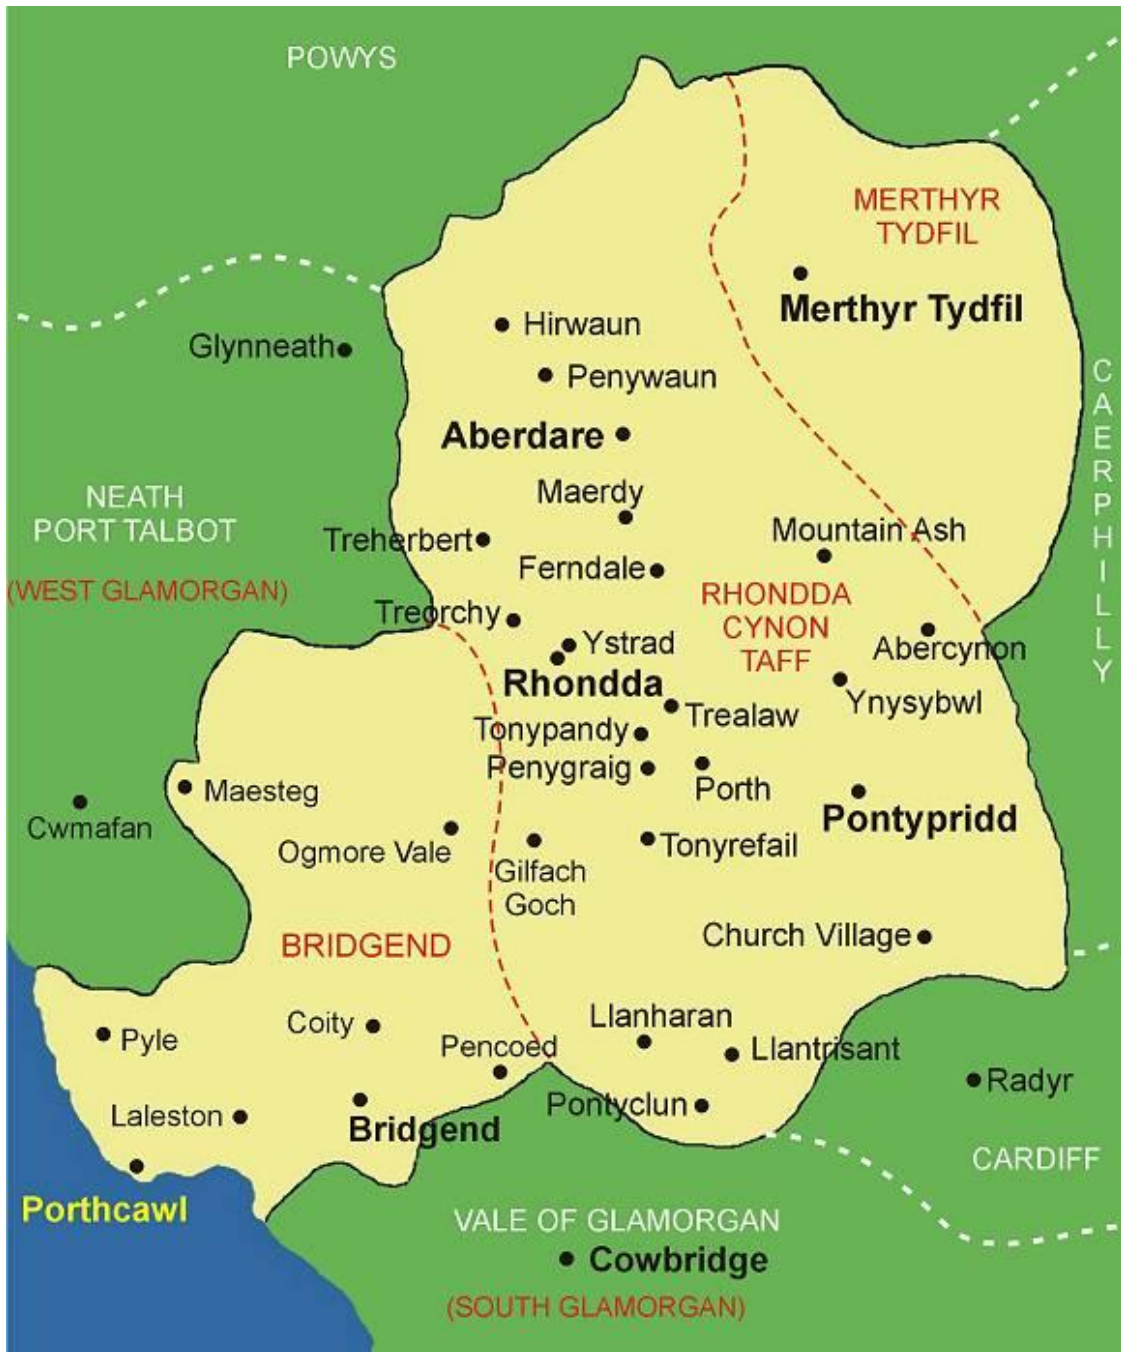 POWYS
MERTHYR
TYDFIL
Merthyr Tydfil
Hirwaun
Glynneath
Penywaun
CAERPHILLY
Aberdare
Maerdy
NEATH
PORT TALBOT
Mountain Ash
Treherbert
Ferndale
(WEST GLAMORGAN)
RHONDDA
CYNON
TAFF
Treorchy
Ystrad
Abercynon
Rhondda
Ynysybwl
Trealaw
Tonypandy
Penygraig
Porth
Maesteg
Pontypridd
Cwmafan
Ogmore Vale
Tonyrefail
Gilfach
Goch
Church Village
BRIDGEND
Llanharan
Coity
Pyle
Pencoed
Llantrisant
Radyr
Pontyclun
Laleston
Bridgend
CARDIFF
Porthcawl
VALE OF GLAMORGAN
Cowbridge
(SOUTH GLAMORGAN)